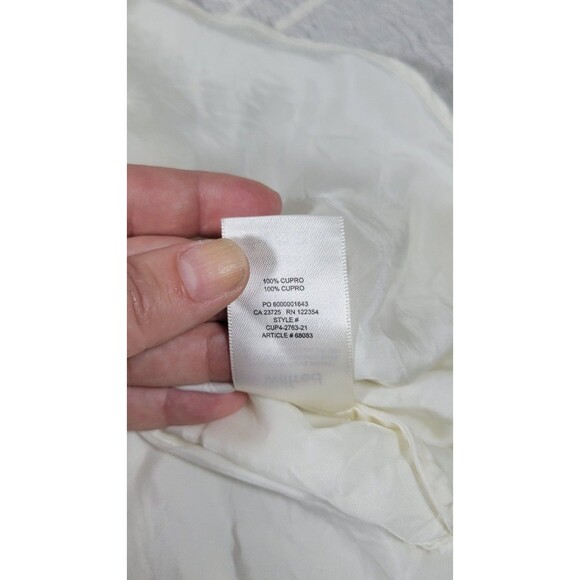 100% CUPRO
100% CUPRO
PO 6000001643
CA 23725 RN 122354
STYLE #
CUP4-2763-21
ARTICLE # 68083